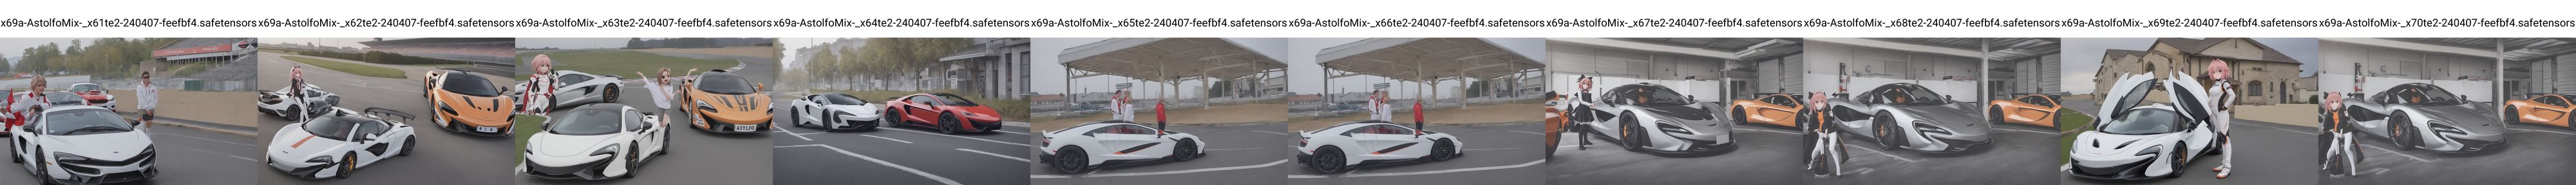 x69a-AstolfoMix-_x61te2-240407-feefbf4.safetensors
x69a-AstolfoMix-_x62te2-240407-feefbf4.safetensors
x69a-AstolfoMix-_x63te2-240407-feefbf4.safetensors
x69a-AstolfoMix-_x64te2-240407-feefbf4.safetensors
x69a-AstolfoMix-_x65te2-240407-feefbf4.safetensors
x69a-AstolfoMix-_x66te2-240407-feefbf4.safetensors
x69a-AstolfoMix-_x67te2-240407-feefbf4.safetensors
x69a-AstolfoMix-_x68te2-240407-feefbf4.safetensors
x69a-AstolfoMix-_x69te2-240407-feefbf4.safetensors
x69a-AstolfoMix-_x70te2-240407-feefbf4.safetensors
ASTLFO